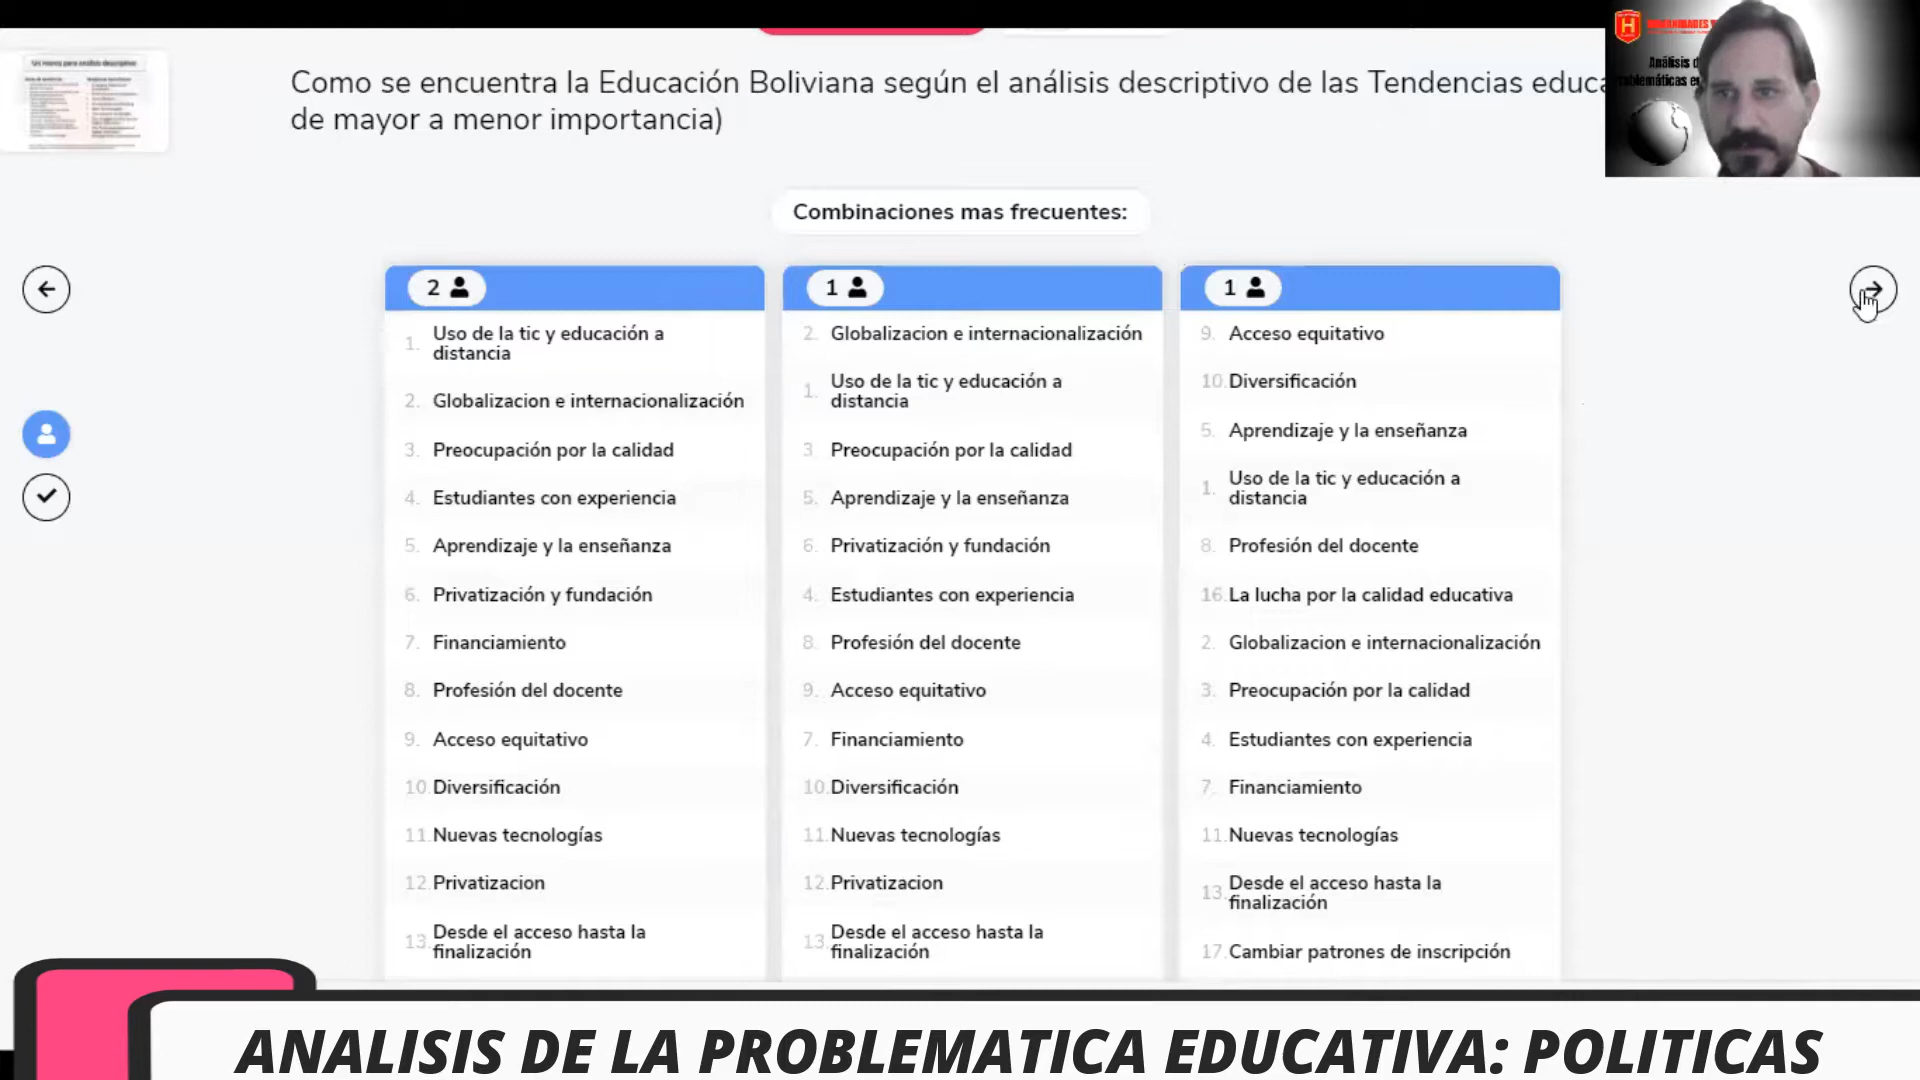 Un marco para análisis descriptivo
Como se encuentra la Educación Boliviana según el análisis descriptivo de las Tendencias educa
de mayor a menor importancia)
Análisis d
Combinaciones mas frecuentes:
2
1. Uso de la tic y educación a
distancia
2. Globalizacion e internacionalización
3. Preocupación por la calidad
4. Estudiantes con experiencia
5. Aprendizaje y la enseñanza
6. Privatización y fundación
7. Financiamiento
8. Profesión del docente
9. Acceso equitativo
10. Diversificación
11. Nuevas tecnologías
12. Privatizacion
13. Desde el acceso hasta la
finalización
1
2. Globalizacion e internacionalización
1. Uso de la tic y educación a
distancia
3. Preocupación por la calidad
5. Aprendizaje y la enseñanza
6. Privatización y fundación
4. Estudiantes con experiencia
8. Profesión del docente
9. Acceso equitativo
7. Financiamiento
10. Diversificación
11. Nuevas tecnologías
12. Privatizacion
13. Desde el acceso hasta la
finalización
1
9. Acceso equitativo
10. Diversificación
5. Aprendizaje y la enseñanza
1. Uso de la tic y educación a
distancia
8. Profesión del docente
16. La lucha por la calidad educativa
2. Globalizacion e internacionalización
3. Preocupación por la calidad
4. Estudiantes con experiencia
7. Financiamiento
11. Nuevas tecnologías
13. Desde el acceso hasta la
finalización
17. Cambiar patrones de inscripción
ANALISIS DE LA PROBLEMATICA EDUCATIVA: POLITICAS